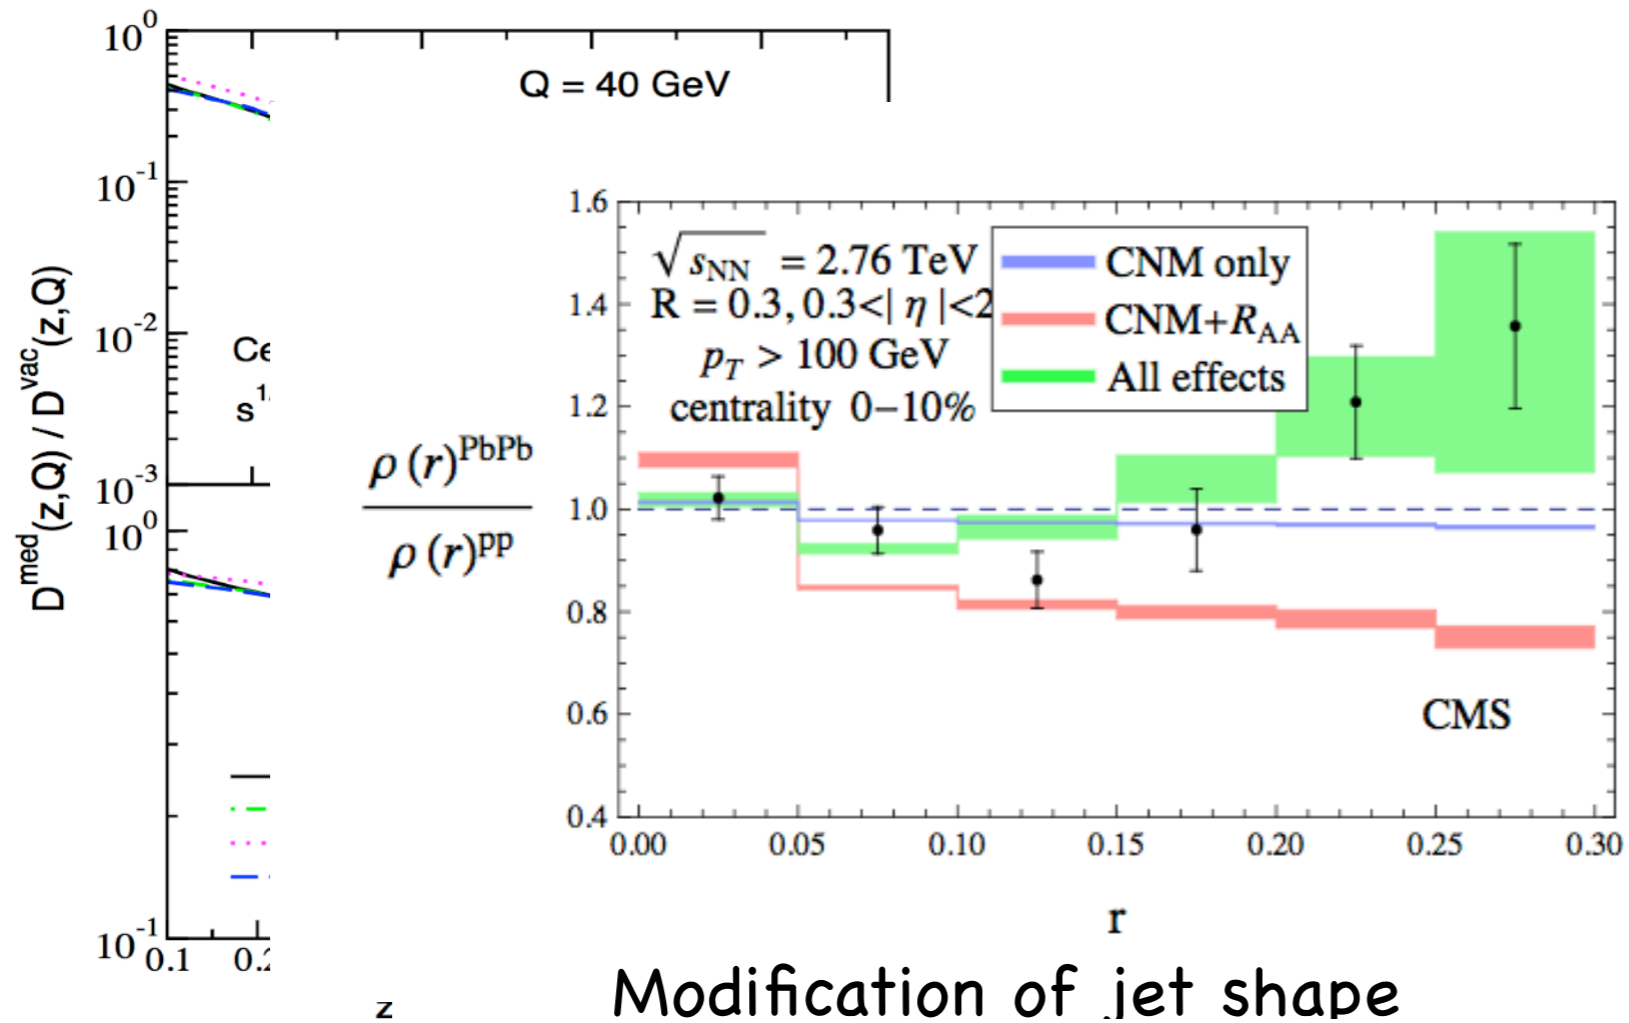 10^0
Q = 40 GeV
10^-1
10^-2
10^-3
10^0
10^-1
D^med(z,Q) / D^vac(z,Q)
0.1
z
ρ (r)^PbPb
ρ (r)^pp
1.6
1.4
1.2
1.0
0.8
0.6
0.4
√s_NN = 2.76 TeV
R = 0.3, 0.3<| η |<2
p_T > 100 GeV
centrality 0–10%
CNM only
CNM+R_AA
All effects
CMS
0.00 0.05 0.10 0.15 0.20 0.25 0.30
r
Modification of jet shape